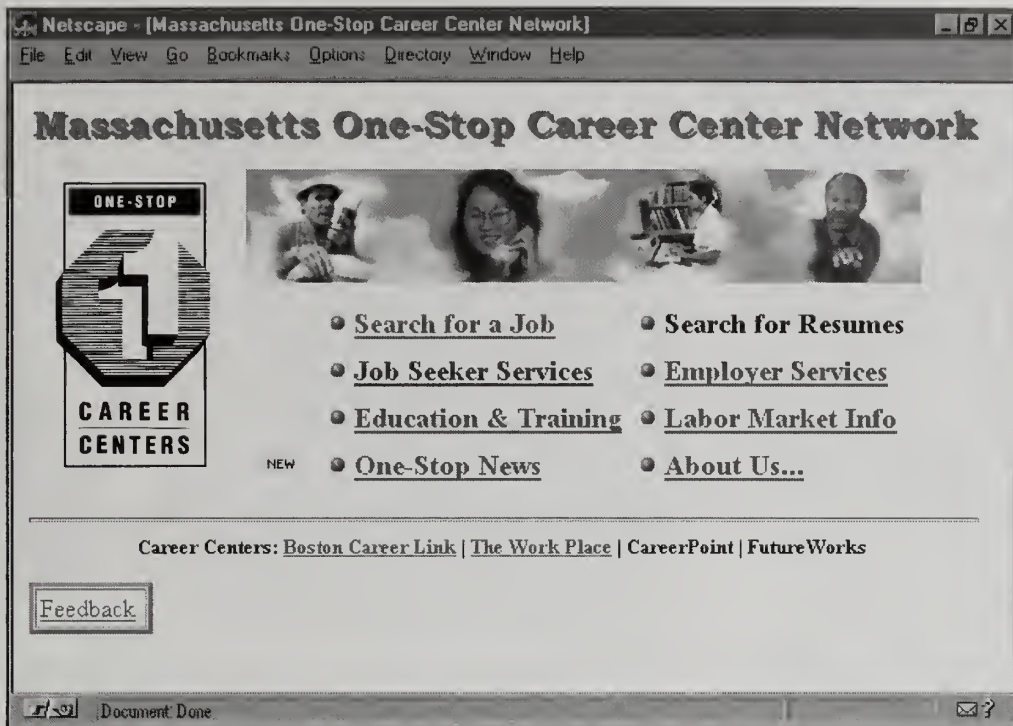 Netscape - [Massachusetts One-Stop Career Center Network]
File Edit View Go Bookmarks Options Directory Window Help
Massachusetts One-Stop Career Center Network
ONE-STOP
1
CAREER
CENTERS
Search for a Job
Search for Resumes
Job Seeker Services
Employer Services
Education & Training
Labor Market Info
NEW One-Stop News
About Us...
Career Centers: Boston Career Link | The Work Place | CareerPoint | FutureWorks
Feedback
Document: Done